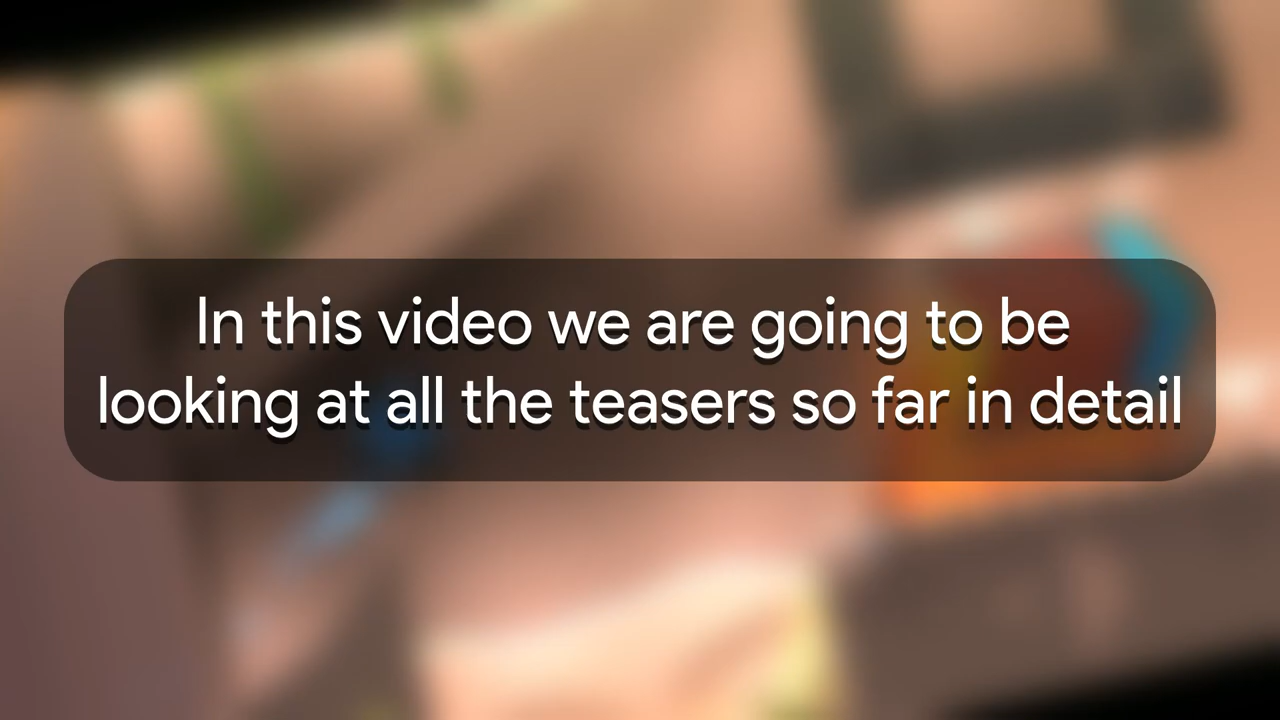 In this video we are going to be
looking at all the teasers so far in detail